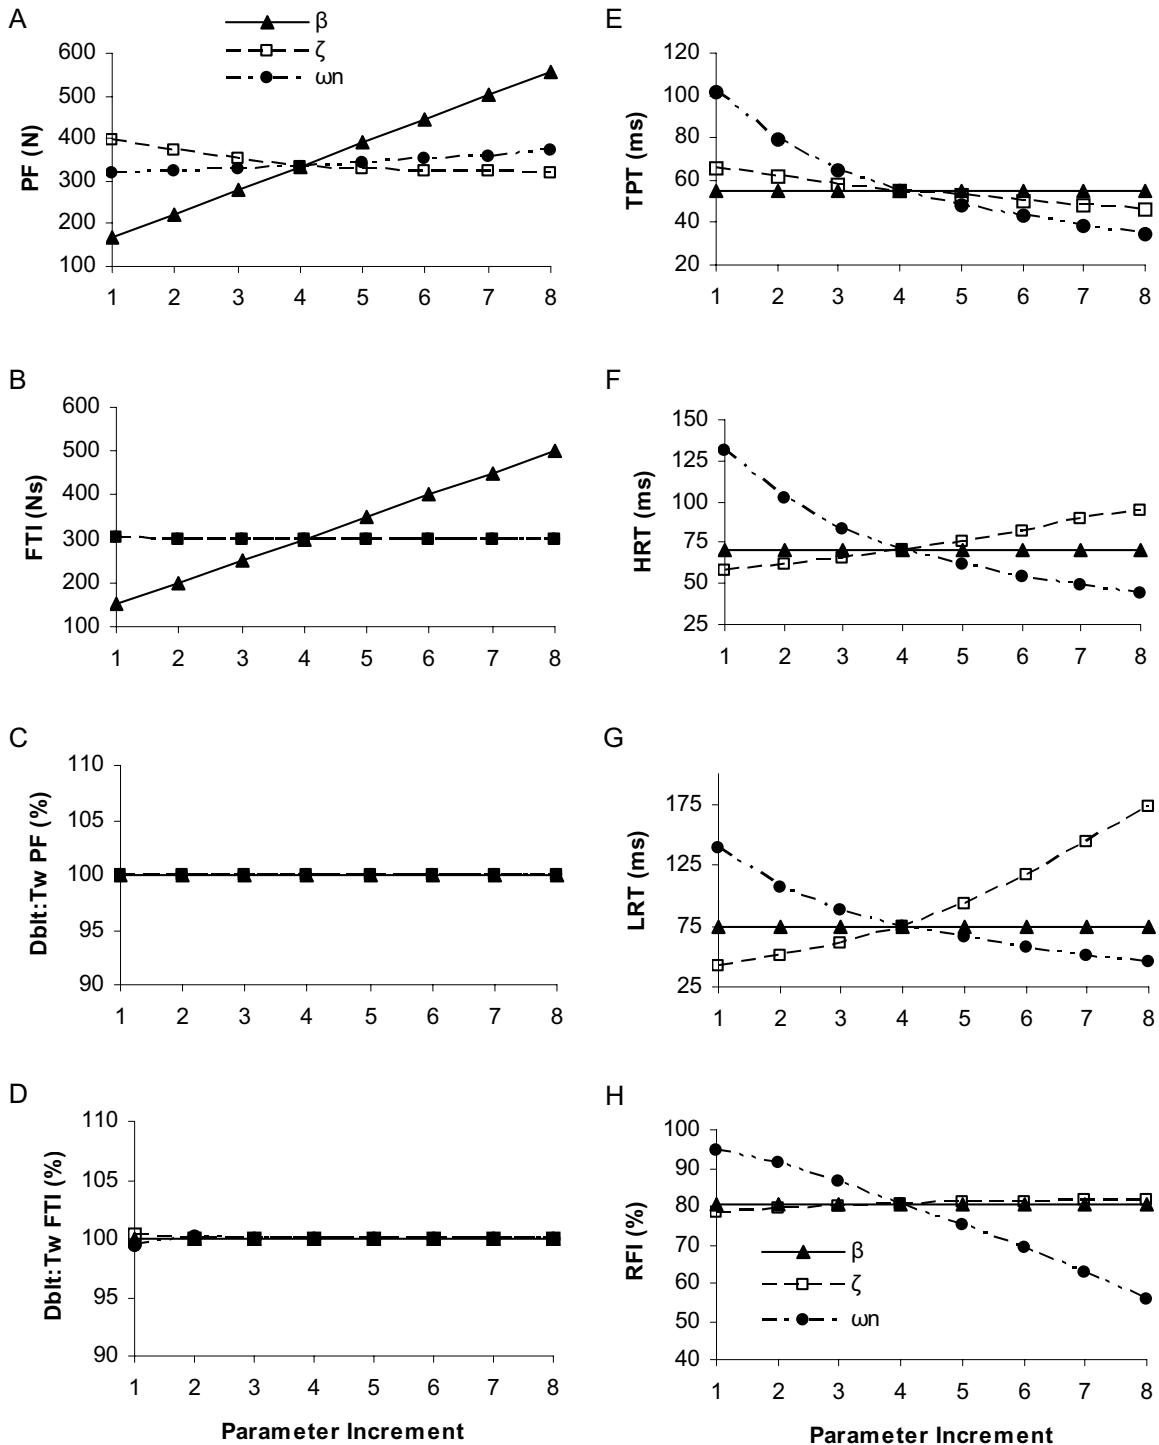 A
β
ζ
ωn
PF (N)
600
500
400
300
200
100
1 2 3 4 5 6 7 8
B
FTI (Ns)
600
500
400
300
200
100
1 2 3 4 5 6 7 8
C
Dblt:Tw PF (%)
110
105
100
95
90
1 2 3 4 5 6 7 8
D
Dblt:Tw FTI (%)
110
105
100
95
90
1 2 3 4 5 6 7 8
Parameter Increment
E
TPT (ms)
120
100
80
60
40
20
1 2 3 4 5 6 7 8
F
HRT (ms)
150
125
100
75
50
25
1 2 3 4 5 6 7 8
G
LRT (ms)
175
125
75
25
1 2 3 4 5 6 7 8
H
RFI (%)
100
90
80
70
60
50
40
β
ζ
ωn
1 2 3 4 5 6 7 8
Parameter Increment